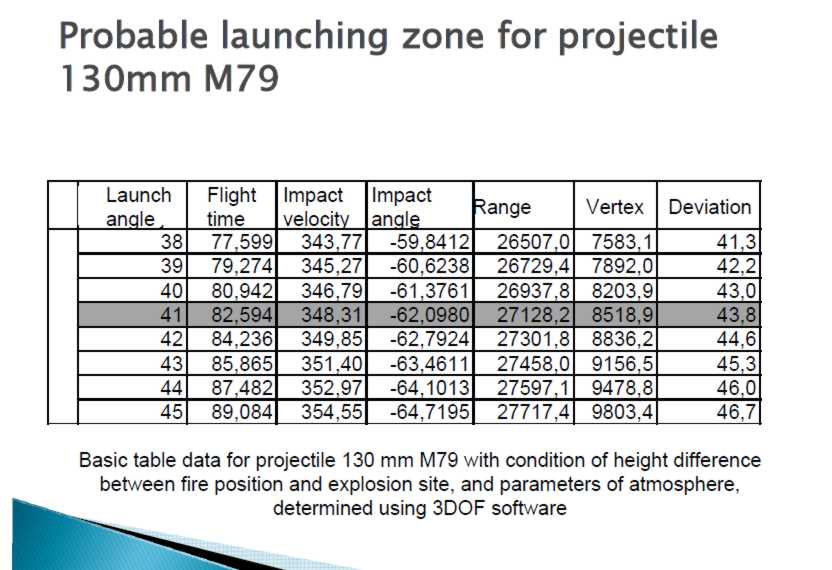 Probable launching zone for projectile
130mm M79
Launch angle Flight time Impact velocity Impact angle Range Vertex Deviation
38 77,599 343,77 -59,8412 26507,0 7583,1 41,3
39 79,274 345,27 -60,6238 26729,4 7892,0 42,2
40 80,942 346,79 -61,3761 26937,8 8203,9 43,0
41 82,594 348,31 -62,0980 27128,2 8518,9 43,8
42 84,236 349,85 -62,7924 27301,8 8836,2 44,6
43 85,865 351,40 -63,4611 27458,0 9156,5 45,3
44 87,482 352,97 -64,1013 27597,1 9478,8 46,0
45 89,084 354,55 -64,7195 27717,4 9803,4 46,7
Basic table data for projectile 130 mm M79 with condition of height difference
between fire position and explosion site, and parameters of atmosphere,
determined using 3DOF software